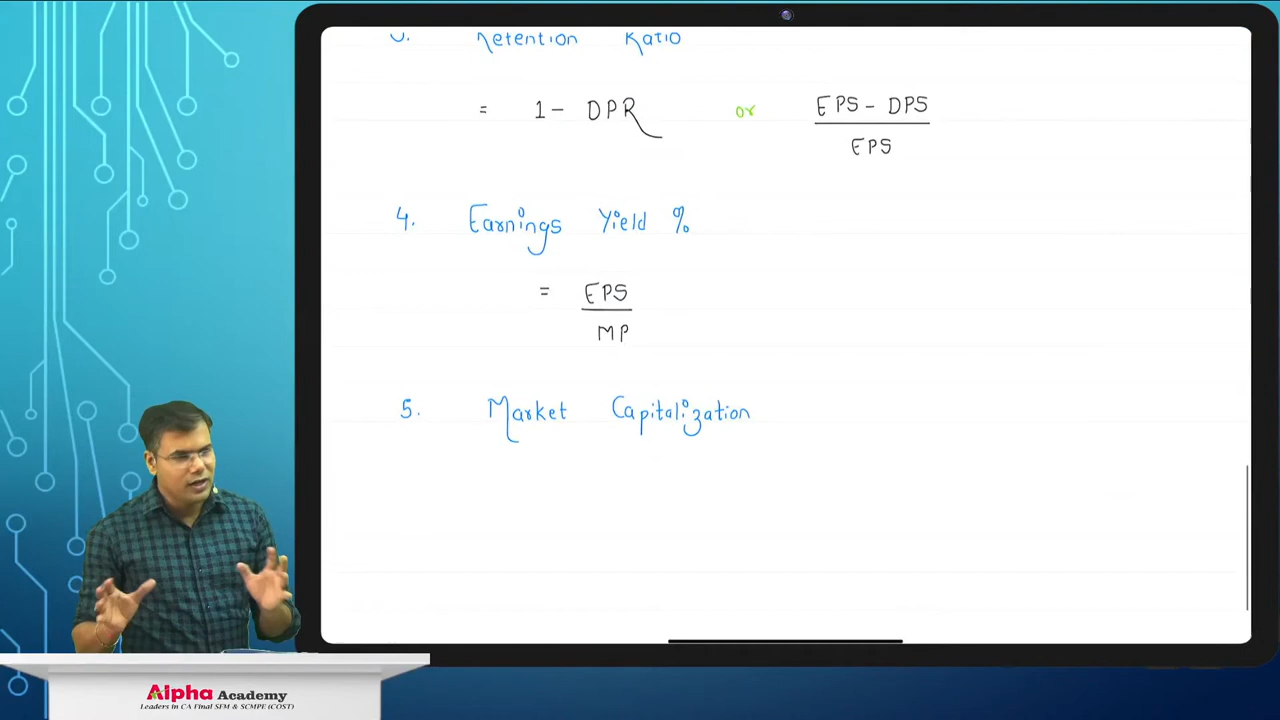 Retention Ratio
= 1 - DPR or EPS - DPS
EPS
4. Earnings Yield %
= EPS
MP
5. Market Capitalization
Alpha Academy
Leaders in CA Final SFM & SCMPE (COST)